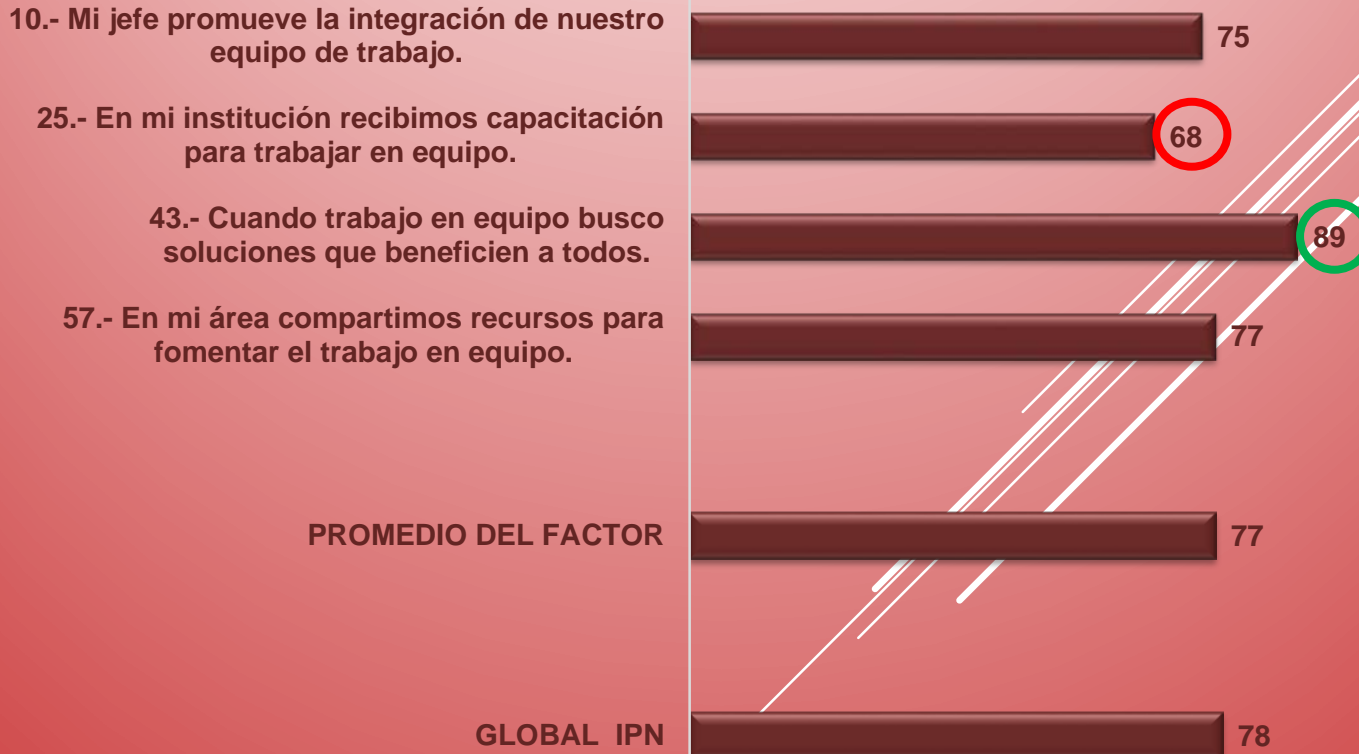 10.- Mi jefe promueve la integración de nuestro
equipo de trabajo.
75
25.- En mi institución recibimos capacitación
para trabajar en equipo.
68
43.- Cuando trabajo en equipo busco
soluciones que beneficien a todos.
89
57.- En mi área compartimos recursos para
fomentar el trabajo en equipo.
77
PROMEDIO DEL FACTOR
77
GLOBAL IPN
78